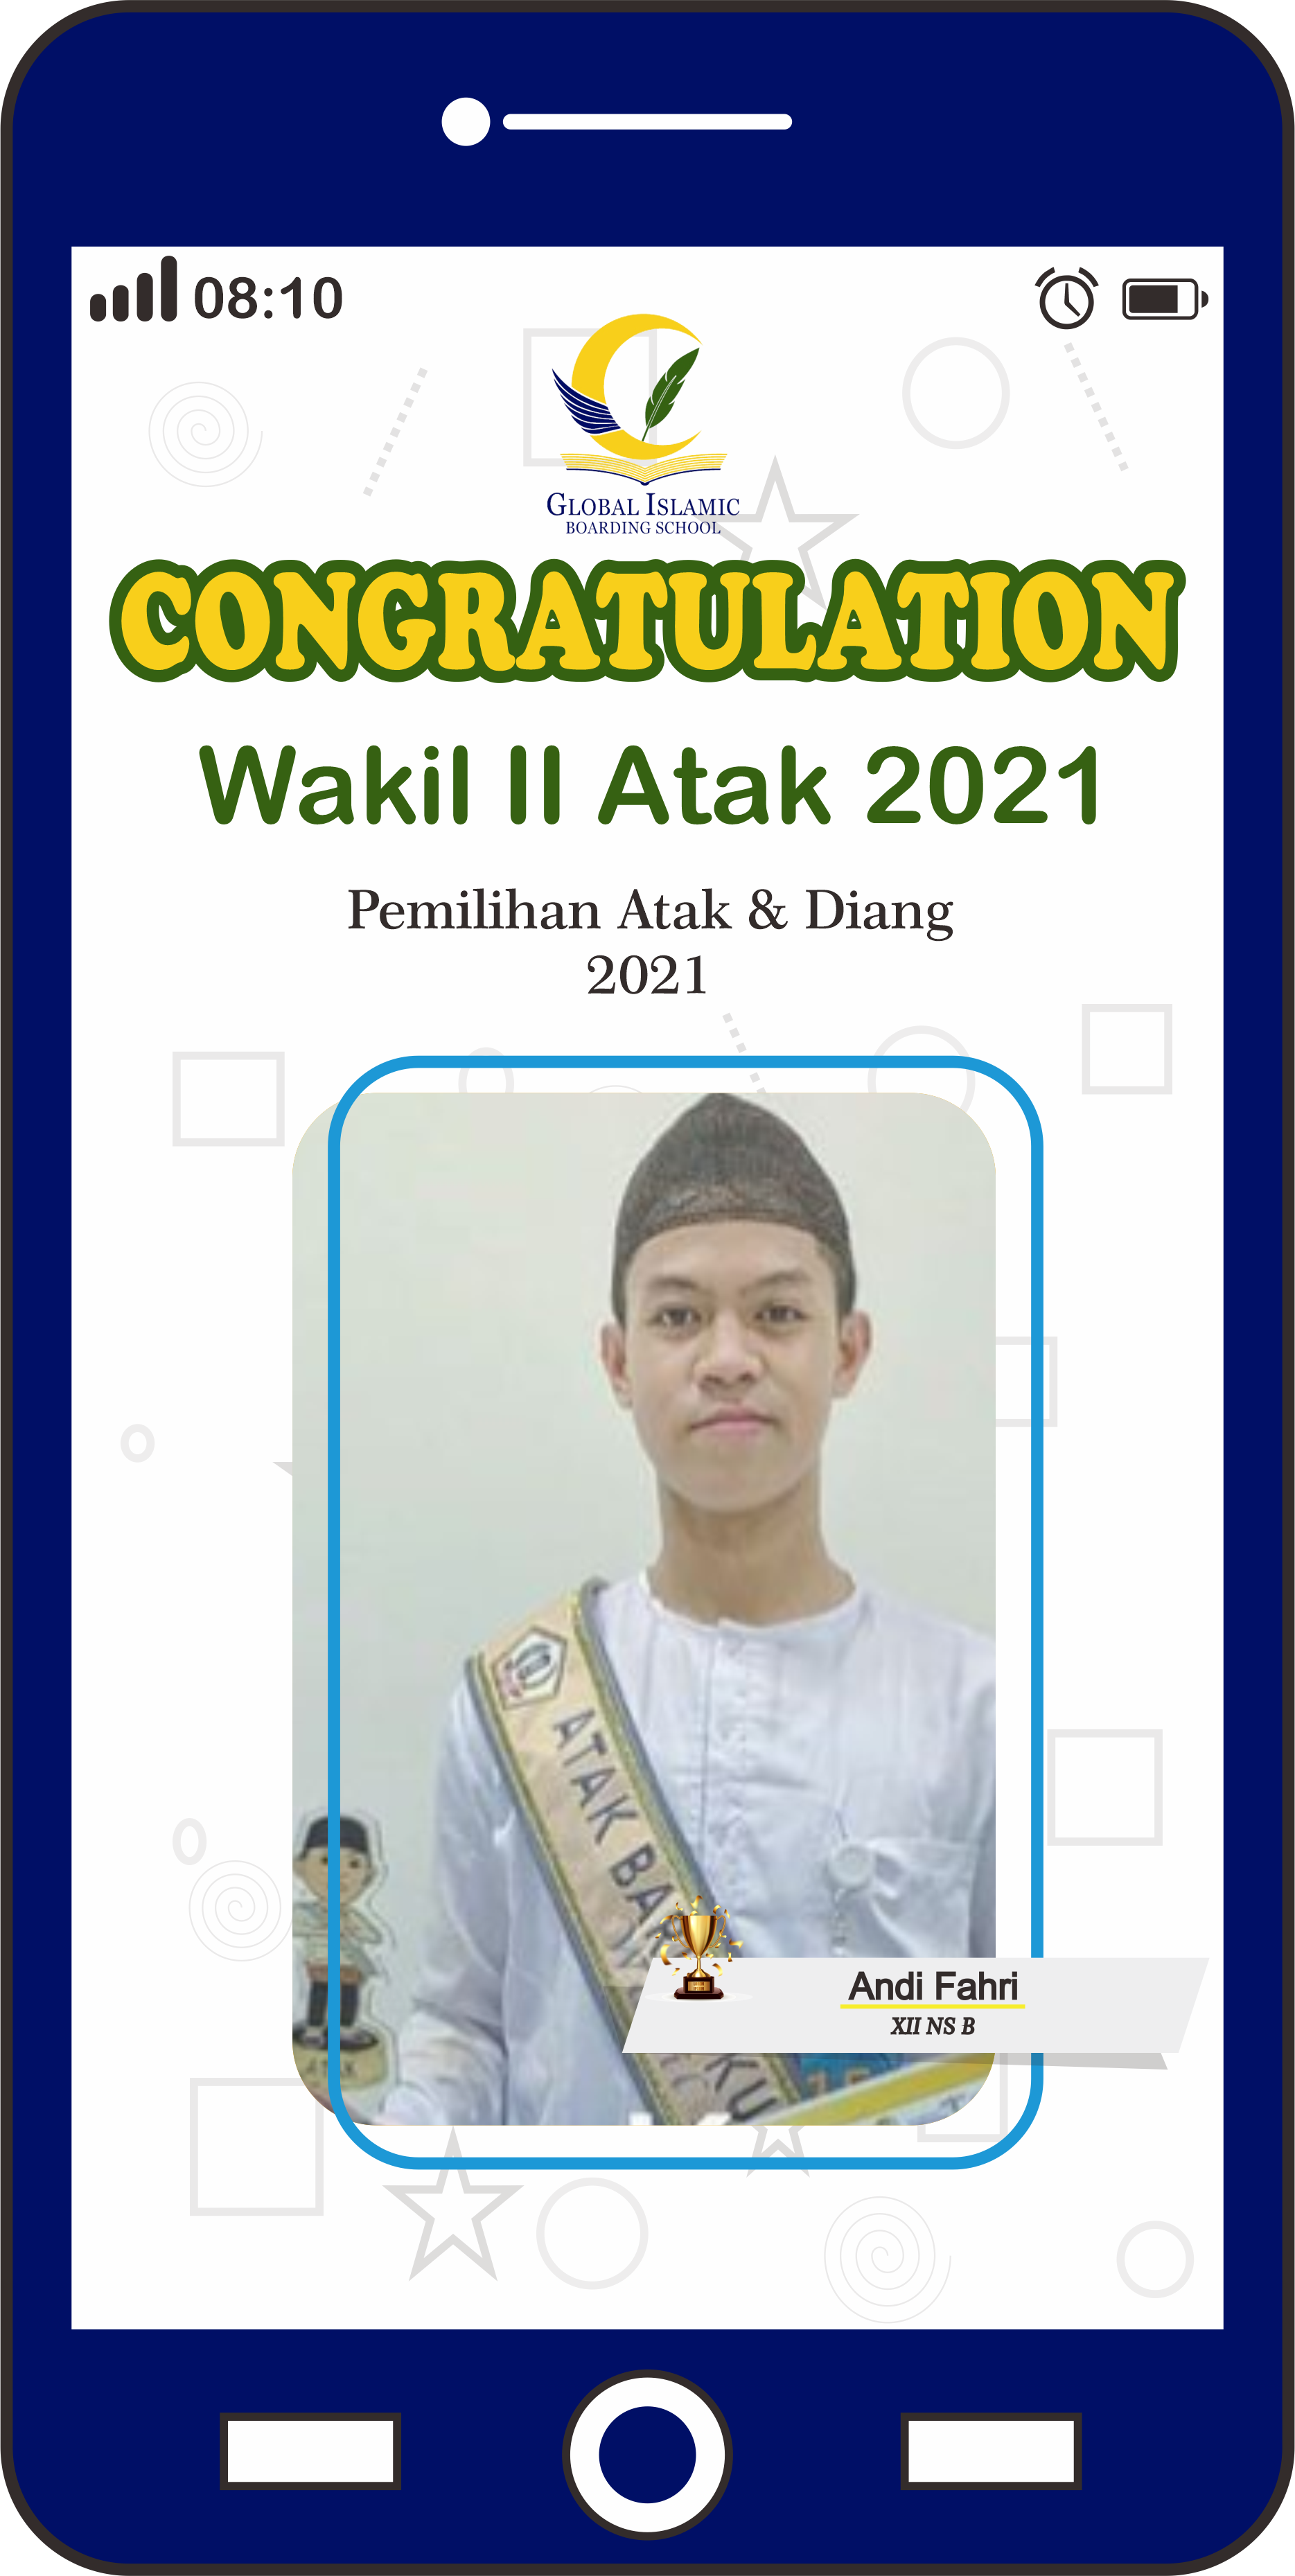 08:10
GLOBAL ISLAMIC
BOARDING SCHOOL
CONGRATULATION
Wakil II Atak 2021
Pemilihan Atak & Diang
2021
ATAK BA
KU
Andi Fahri
XII NS B